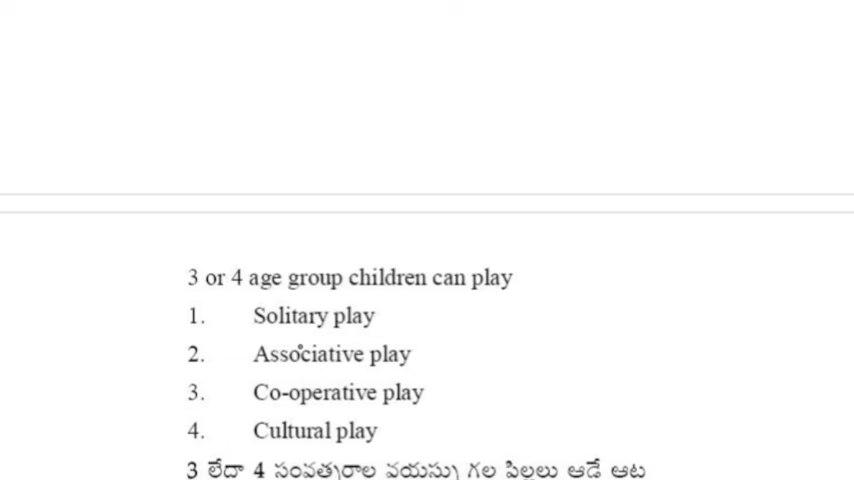 3 or 4 age group children can play
1. Solitary play
2. Associative play
3. Co-operative play
4. Cultural play
3 లేదా 4 సంవత్సరాల వయస్సు గల పిల్లలు ఆడే ఆట